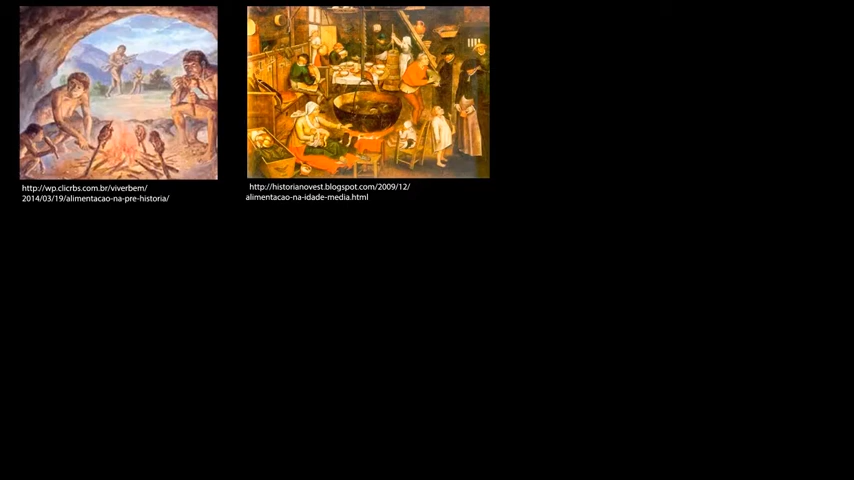 http://wp.clicrbs.com.br/viverbem/
2014/03/19/alimentacao-na-pre-historia/
http://historianovest.blogspot.com/2009/12/
alimentacao-na-idade-media.html